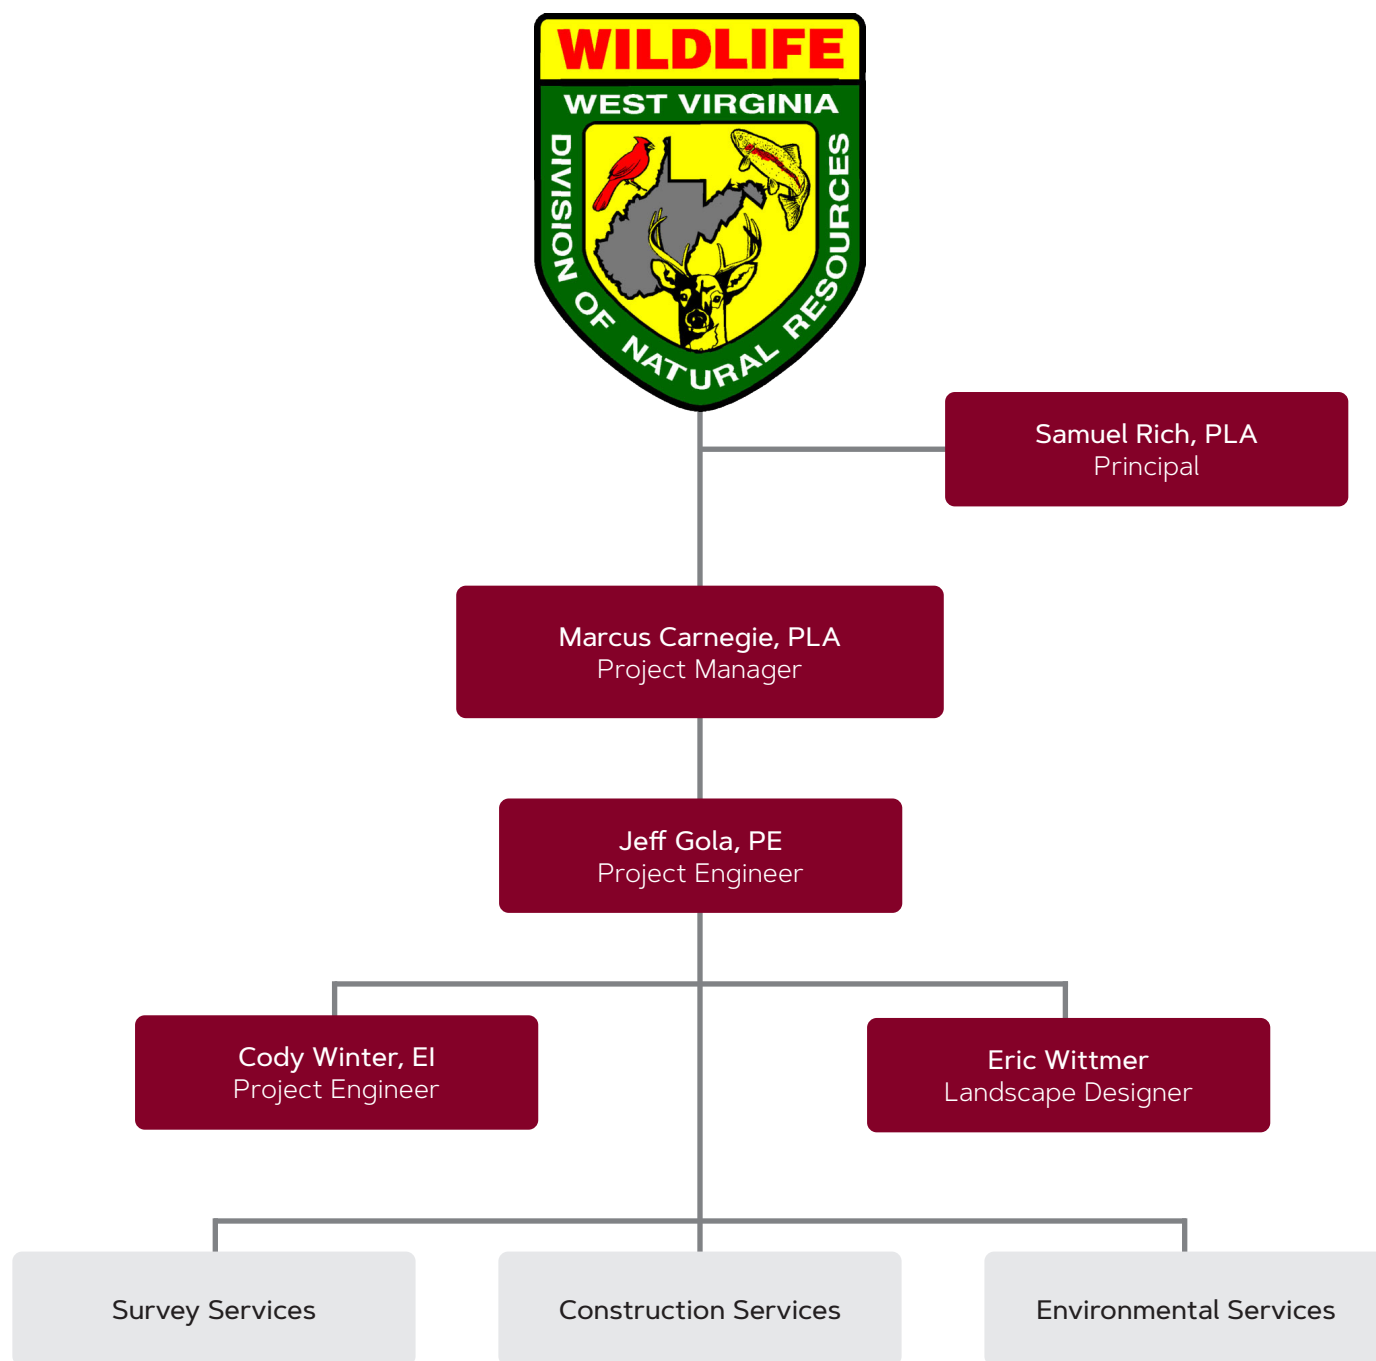 WILDLIFE
WEST VIRGINIA
DIVISION OF NATURAL RESOURCES
Samuel Rich, PLA
Principal
Marcus Carnegie, PLA
Project Manager
Jeff Gola, PE
Project Engineer
Cody Winter, EI
Project Engineer
Eric Wittmer
Landscape Designer
Survey Services
Construction Services
Environmental Services